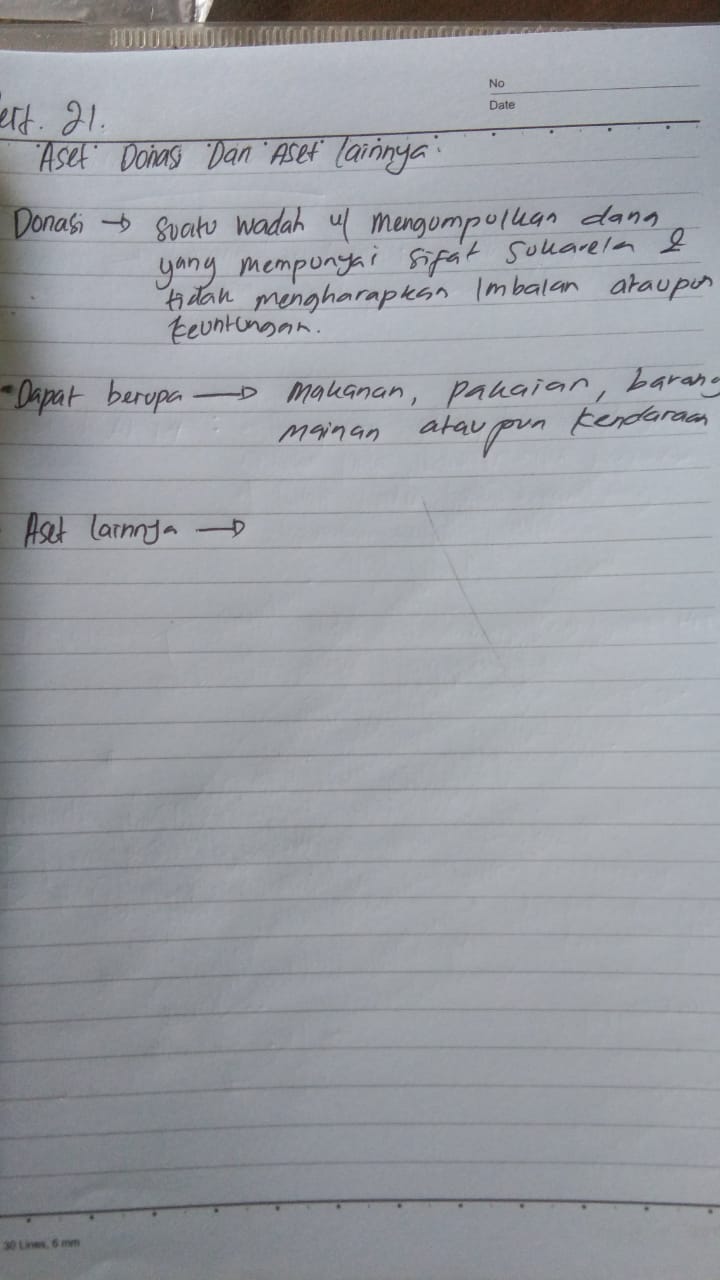 No
Date
ert. 21.
"Aset Donasi Dan Aset lainnya".
Donasi → suatu wadah u/ mengumpulkan dana
yang mempunyai sifat sukarela &
tidak mengharapkan Imbalan ataupun
keuntungan.
-Dapat berupa → Makanan, pakaian, barang
mainan ataupun kendaraan
Aset lainnya →
30 Lines, 6 mm